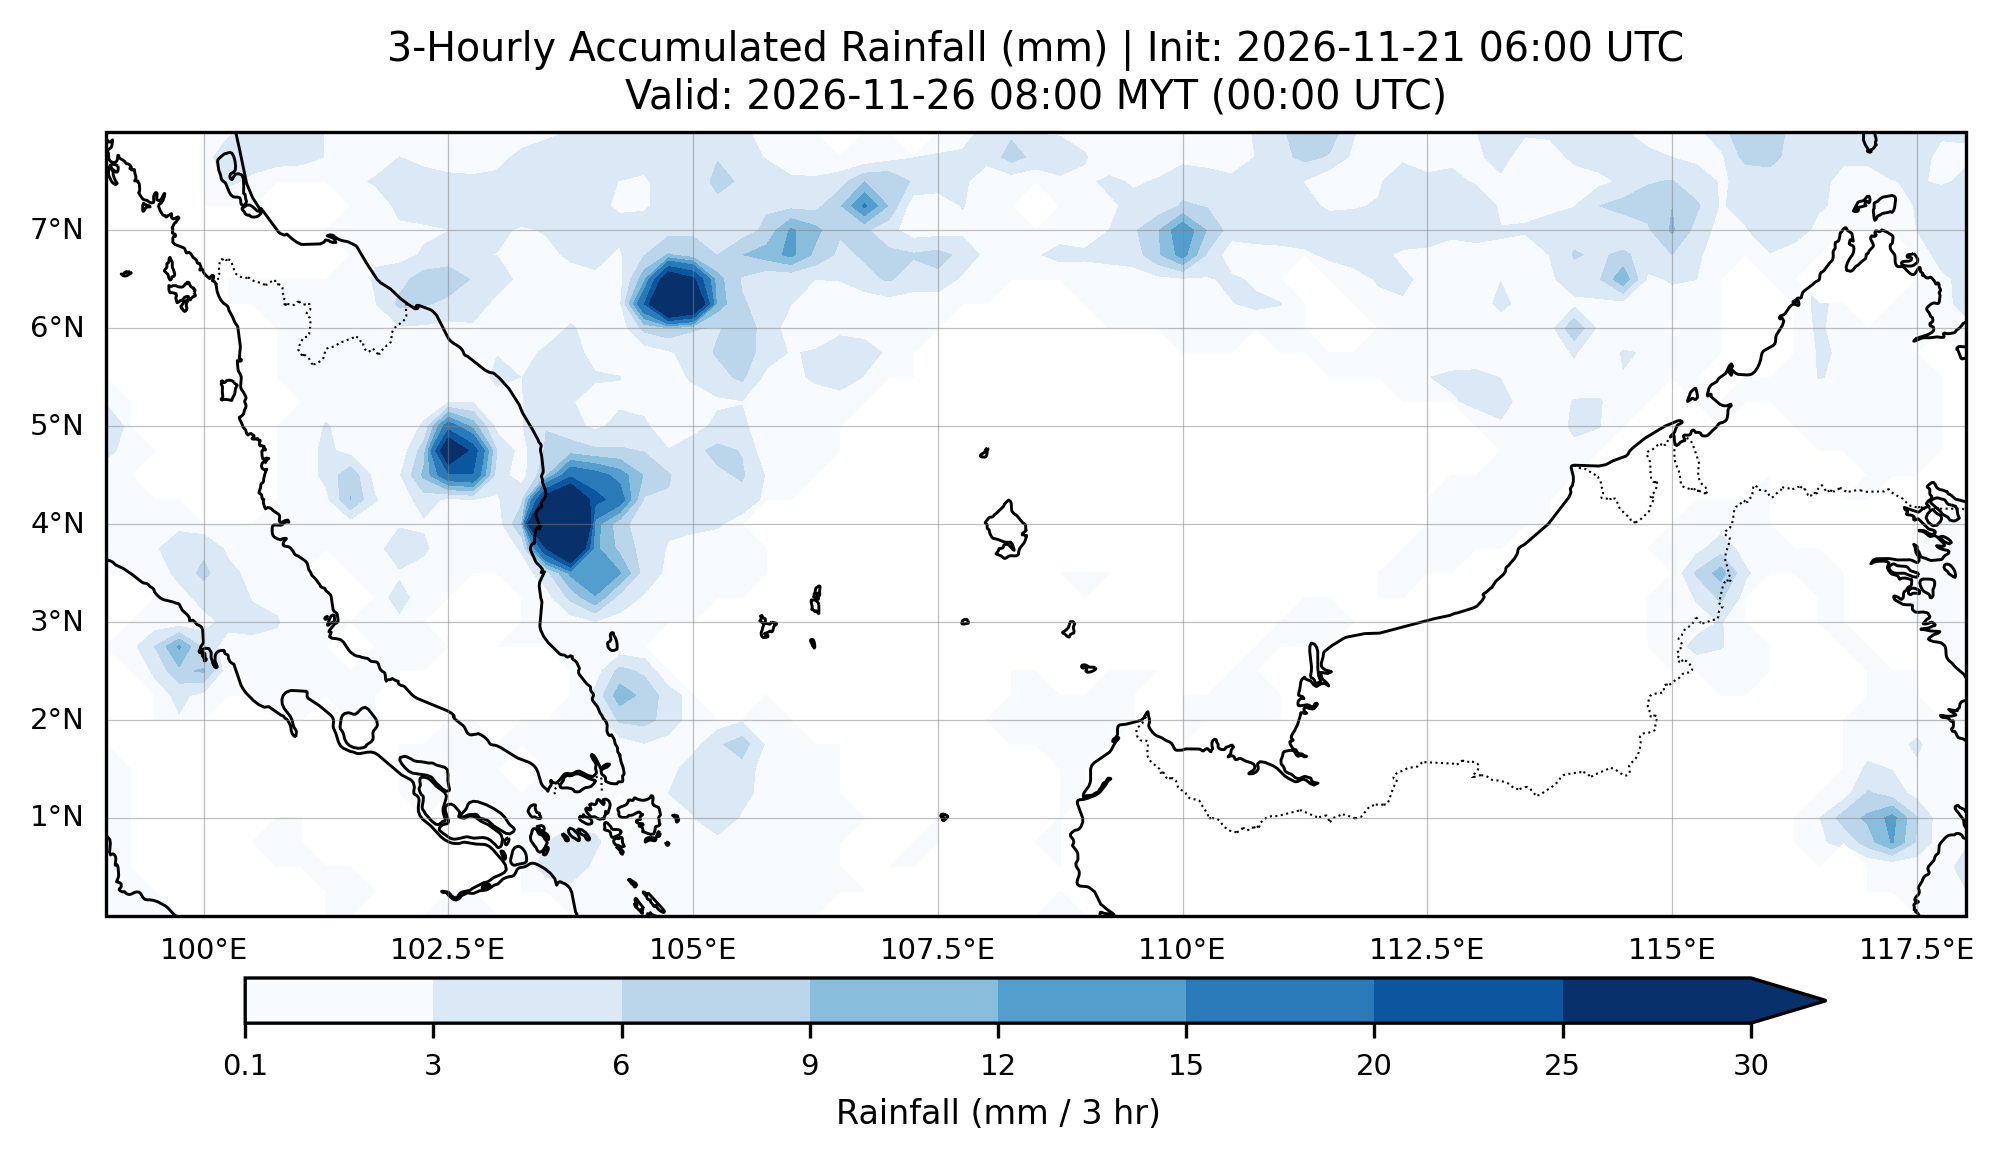 3-Hourly Accumulated Rainfall (mm) | Init: 2026-11-21 06:00 UTC
Valid: 2026-11-26 08:00 MYT (00:00 UTC)
7°N
6°N
5°N
4°N
3°N
2°N
1°N
100°E 102.5°E 105°E 107.5°E 110°E 112.5°E 115°E 117.5°E
0.1 3 6 9 12 15 20 25 30
Rainfall (mm / 3 hr)